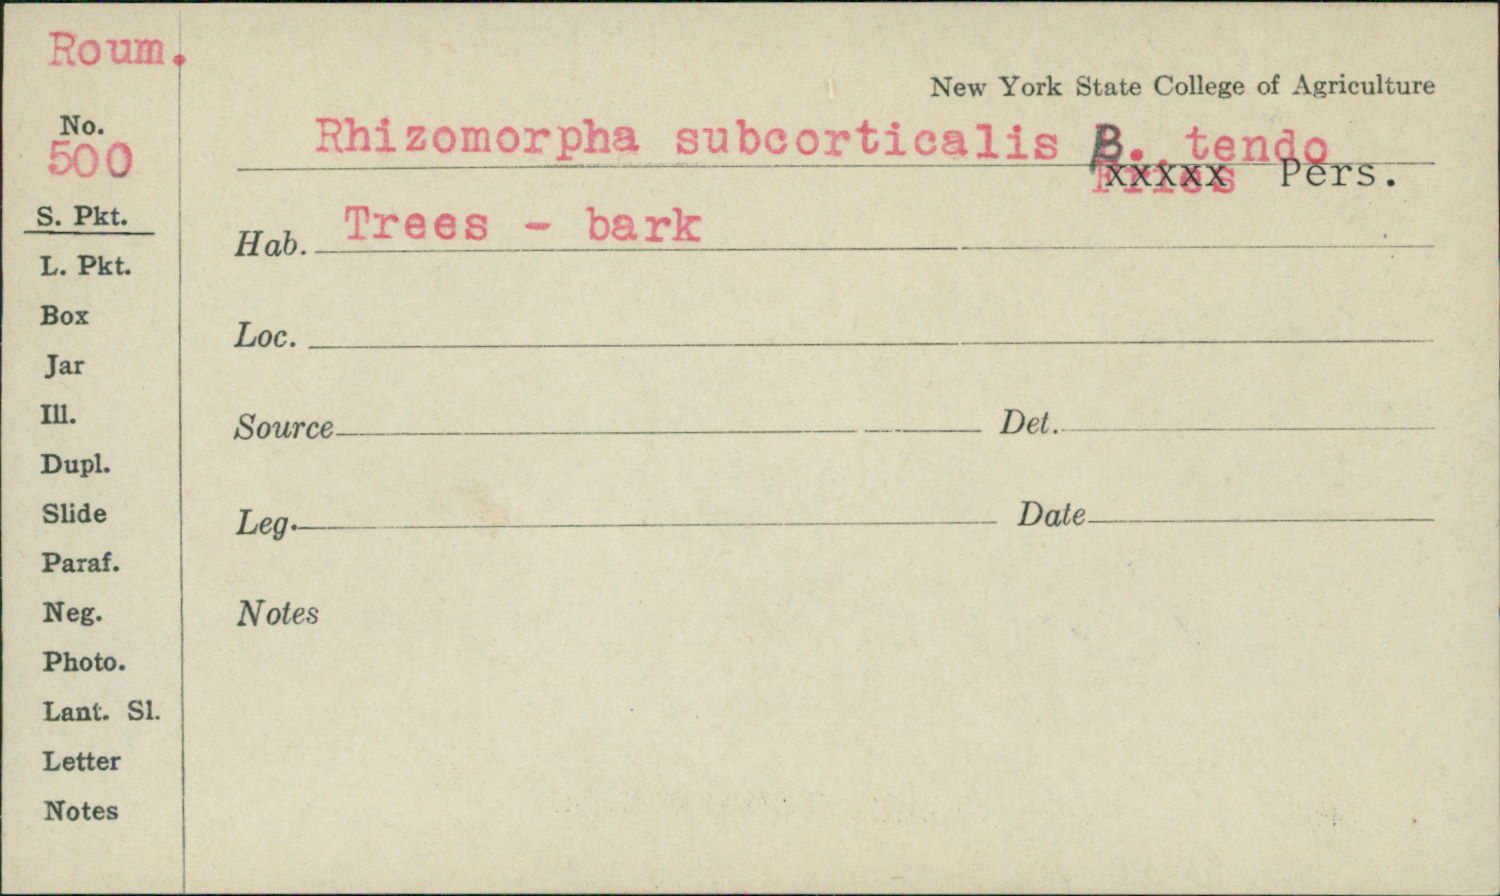 Roum.
New York State College of Agriculture
No.
500
Rhizomorpha subcorticalis β. tendo
Fries Pers.
S. Pkt.
Hab. Trees - bark
L. Pkt.
Box
Loc.
Jar
Ill.
Source Det.
Dupl.
Slide
Leg. Date
Paraf.
Neg.
Notes
Photo.
Lant. Sl.
Letter
Notes